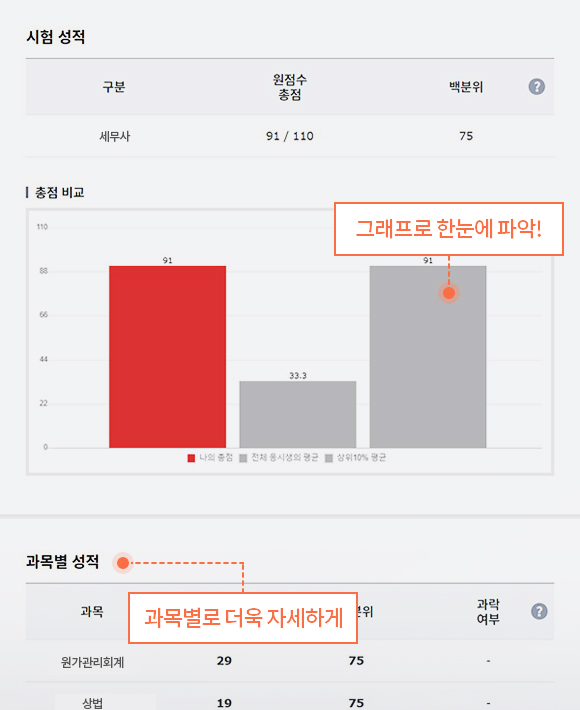 시험 성적
구분 원점수 총점 백분위 ?
세무사 91 / 110 75
총점 비교
그래프로 한눈에 파악!
110
88
66
44
22
0
91
33.3
91
나의 총점 전체 응시생의 평균 상위10% 평균
과목별 성적
과목별로 더욱 자세하게
과목 과락 여부 ?
원가관리회계 29 75 -
상법 19 75 -